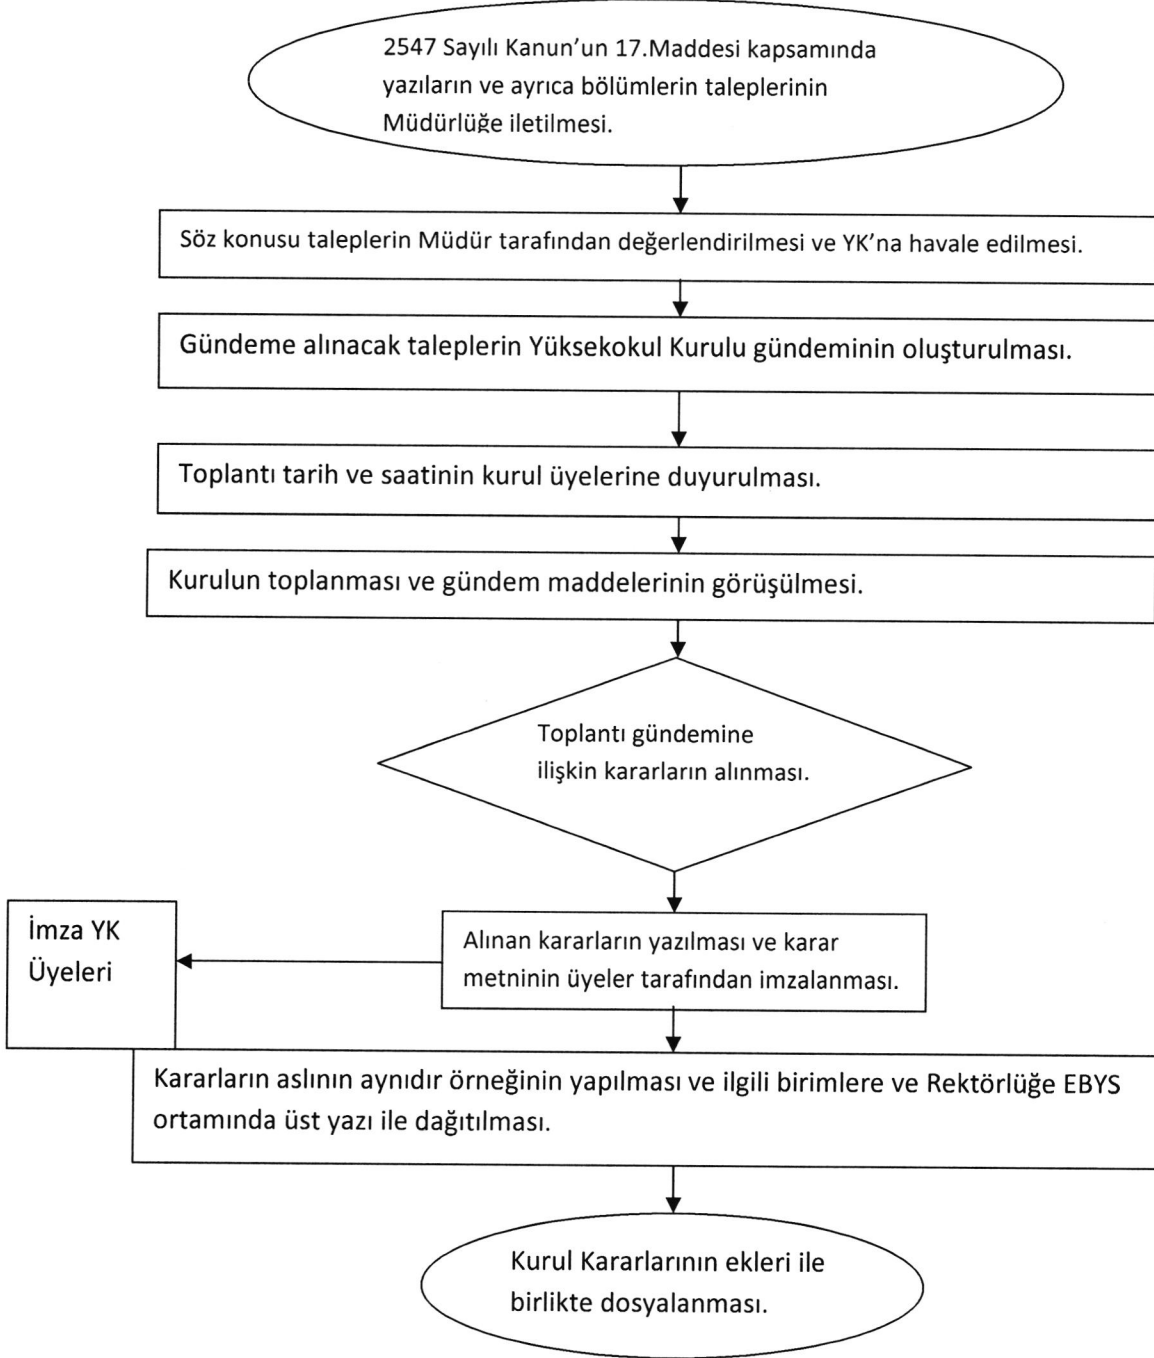 2547 Sayılı Kanun’un 17.Maddesi kapsamında
yazıların ve ayrıca bölümlerin taleplerinin
Müdürlüğe iletilmesi.
Söz konusu taleplerin Müdür tarafından değerlendirilmesi ve YK’na havale edilmesi.
Gündeme alınacak taleplerin Yüksekokul Kurulu gündeminin oluşturulması.
Toplantı tarih ve saatinin kurul üyelerine duyurulması.
Kurulun toplanması ve gündem maddelerinin görüşülmesi.
Toplantı gündemine
ilişkin kararların alınması.
İmza YK
Üyeleri
Alınan kararların yazılması ve karar
metninin üyeler tarafından imzalanması.
Kararların aslının aynıdır örneğinin yapılması ve ilgili birimlere ve Rektörlüğe EBYS
ortamında üst yazı ile dağıtılması.
Kurul Kararlarının ekleri ile
birlikte dosyalanması.